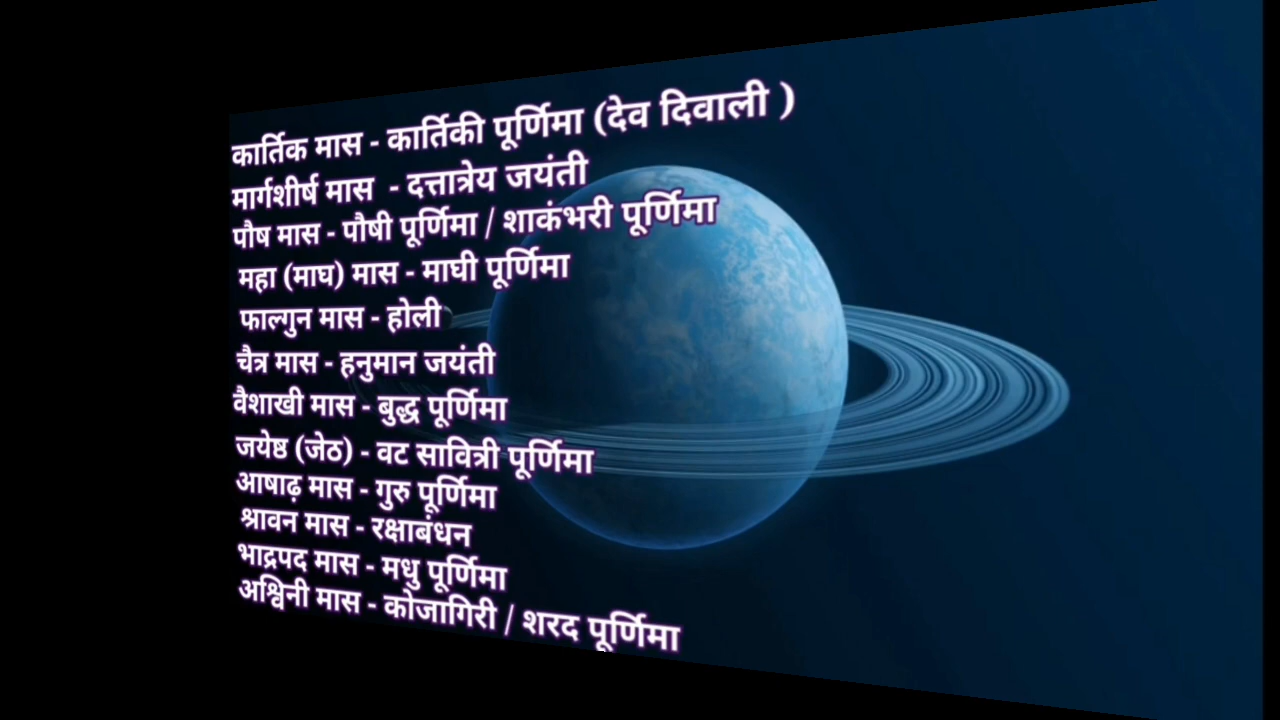 कार्तिक मास - कार्तिकी पूर्णिमा (देव दिवाली )
मार्गशीर्ष मास - दत्तात्रेय जयंती
पौष मास - पौषी पूर्णिमा / शाकंभरी पूर्णिमा
महा (माघ) मास - माघी पूर्णिमा
फाल्गुन मास - होली
चैत्र मास - हनुमान जयंती
वैशाखी मास - बुद्ध पूर्णिमा
जयेष्ठ (जेठ) - वट सावित्री पूर्णिमा
आषाढ़ मास - गुरु पूर्णिमा
श्रावन मास - रक्षाबंधन
भाद्रपद मास - मधु पूर्णिमा
अश्विनी मास - कोजागिरी / शरद पूर्णिमा